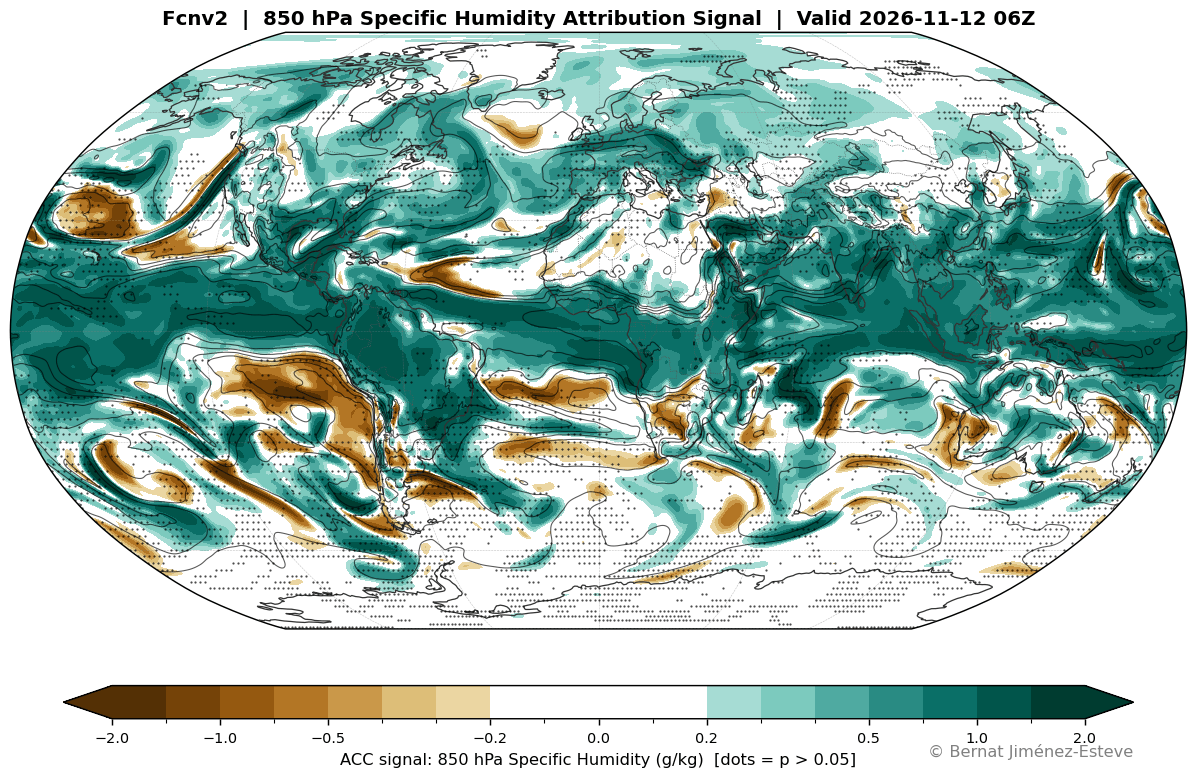 Fcnv2 | 850 hPa Specific Humidity Attribution Signal | Valid 2026-11-12 06Z
−2.0 −1.0 −0.5 −0.2 0.0 0.2 0.5 1.0 2.0
ACC signal: 850 hPa Specific Humidity (g/kg) [dots = p > 0.05]
© Bernat Jiménez-Esteve